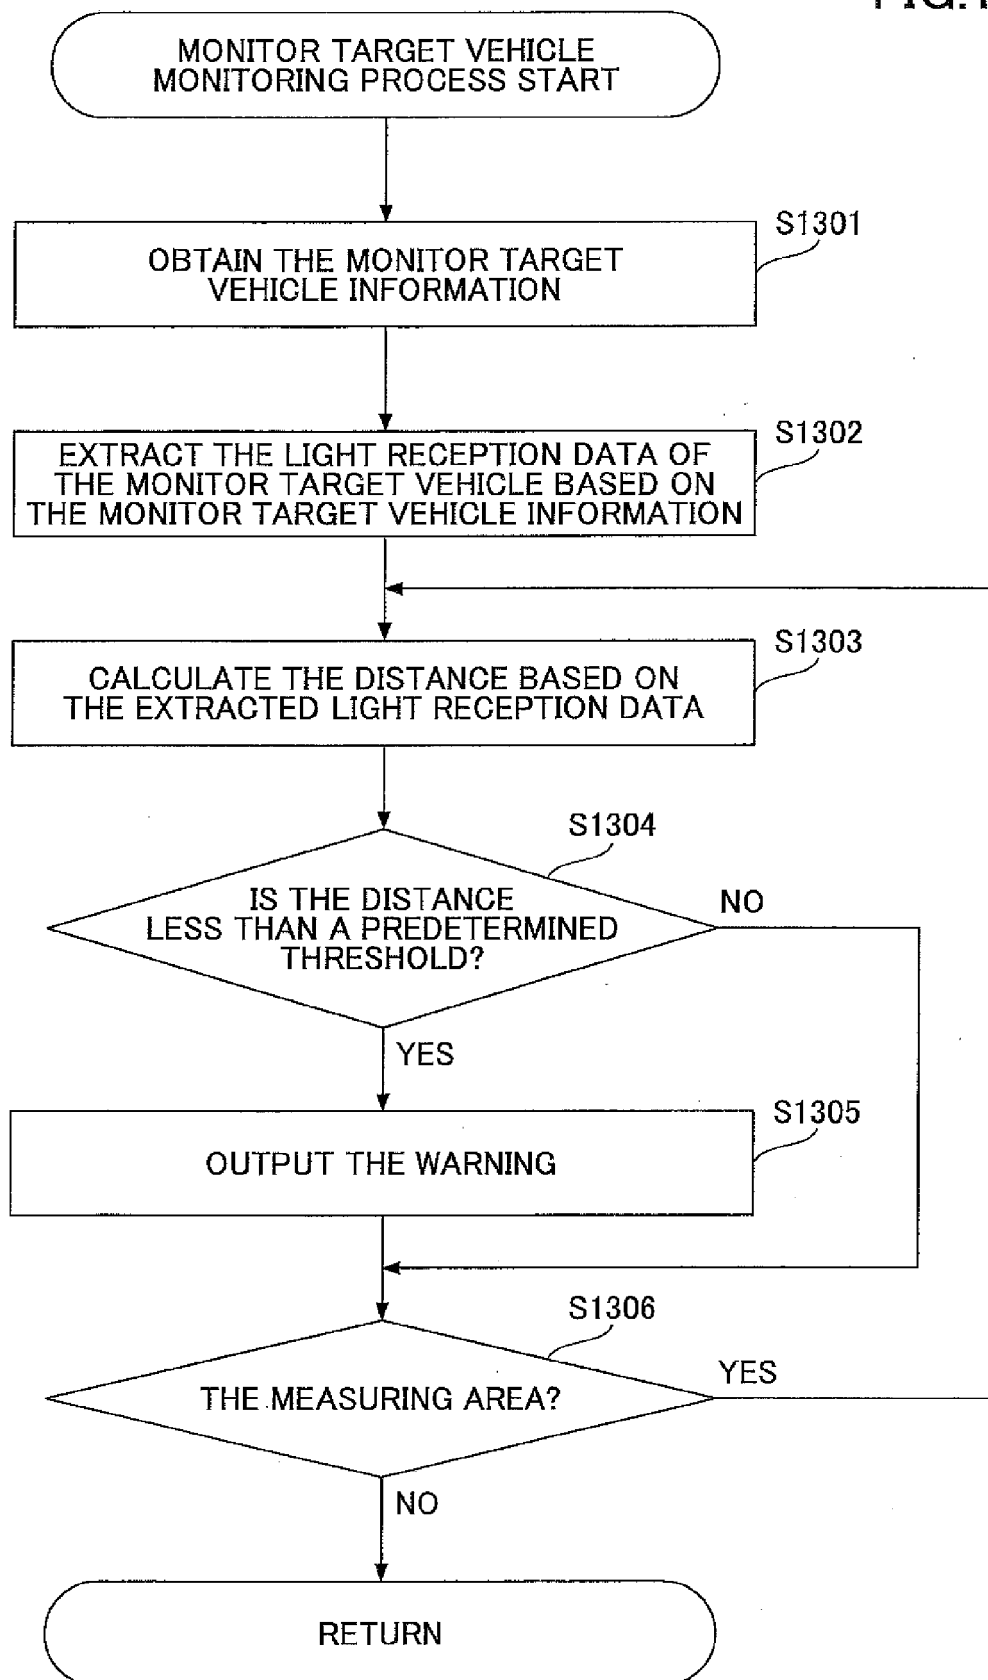 FIG.1
MONITOR TARGET VEHICLE
MONITORING PROCESS START
S1301
OBTAIN THE MONITOR TARGET
VEHICLE INFORMATION
S1302
EXTRACT THE LIGHT RECEPTION DATA OF
THE MONITOR TARGET VEHICLE BASED ON
THE MONITOR TARGET VEHICLE INFORMATION
S1303
CALCULATE THE DISTANCE BASED ON
THE EXTRACTED LIGHT RECEPTION DATA
S1304
IS THE DISTANCE
LESS THAN A PREDETERMINED
THRESHOLD?
NO
YES
S1305
OUTPUT THE WARNING
S1306
THE MEASURING AREA?
YES
NO
RETURN